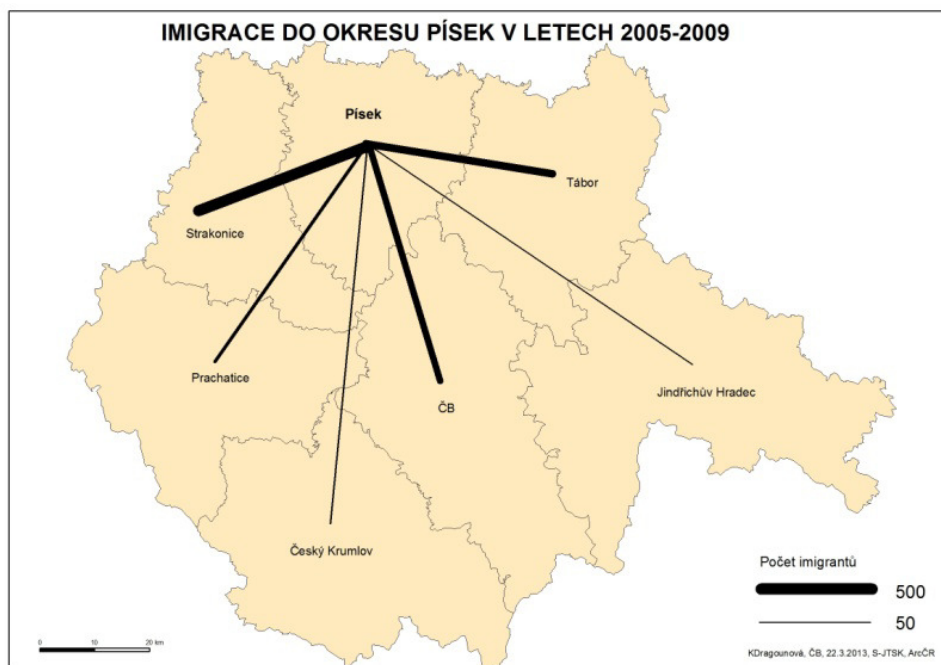 IMIGRACE DO OKRESU PÍSEK V LETECH 2005-2009
Písek
Tábor
Strakonice
Prachatice
ČB
Jindřichův Hradec
Český Krumlov
Počet imigrantů
500
50
0 10 20 km
KDragounová, ČB, 22.3.2013, S-JTSK, ArcČR